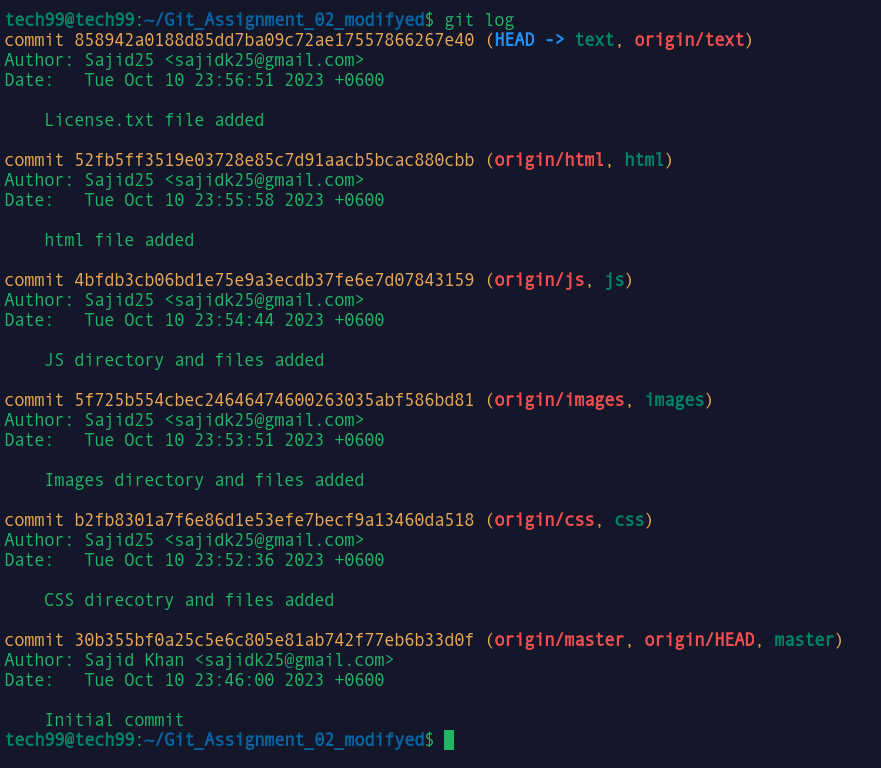 tech99@tech99:~/Git_Assignment_02_modifyed$ git log
commit 858942a0188d85dd7ba09c72ae17557866267e40 (HEAD -> text, origin/text)
Author: Sajid25 <sajidk25@gmail.com>
Date:   Tue Oct 10 23:56:51 2023 +0600
License.txt file added
commit 52fb5ff3519e03728e85c7d91aacb5bcac880cbb (origin/html, html)
Author: Sajid25 <sajidk25@gmail.com>
Date:   Tue Oct 10 23:55:58 2023 +0600
html file added
commit 4bfdb3cb06bd1e75e9a3ecdb37fe6e7d07843159 (origin/js, js)
Author: Sajid25 <sajidk25@gmail.com>
Date:   Tue Oct 10 23:54:44 2023 +0600
JS directory and files added
commit 5f725b554cbec24646474600263035abf586bd81 (origin/images, images)
Author: Sajid25 <sajidk25@gmail.com>
Date:   Tue Oct 10 23:53:51 2023 +0600
Images directory and files added
commit b2fb8301a7f6e86d1e53efe7becf9a13460da518 (origin/css, css)
Author: Sajid25 <sajidk25@gmail.com>
Date:   Tue Oct 10 23:52:36 2023 +0600
CSS direcotry and files added
commit 30b355bf0a25c5e6c805e81ab742f77eb6b33d0f (origin/master, origin/HEAD, master)
Author: Sajid Khan <sajidk25@gmail.com>
Date:   Tue Oct 10 23:46:00 2023 +0600
Initial commit
tech99@tech99:~/Git_Assignment_02_modifyed$